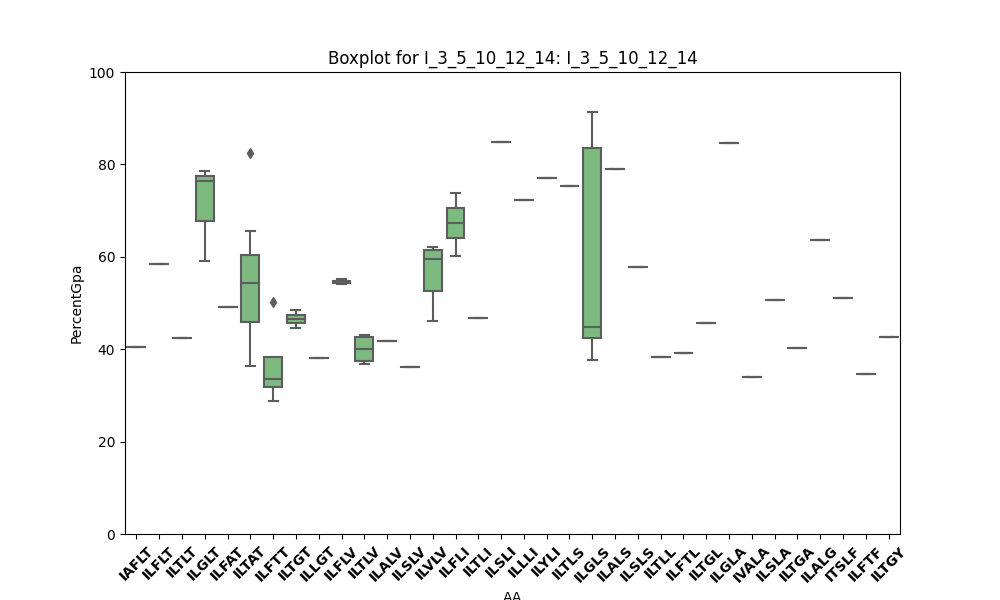 Boxplot for I_3_5_10_12_14: I_3_5_10_12_14
100
80
60
40
20
0
PercentGpa
IAFLT ILFLT ILTLT ILGLT ILFAT ILTAT ILFTT ILTGT ILLGT ILFLV ILTLV ILALV ILSLV ILVLV ILFLI ILTLI ILSLI ILLLI ILYLI ILTLS ILGLS ILALS ILSLS ILTLL ILFTL ILTGL ILGLA IVALA ILSLA ILTGA ILALG ITSLF ILFTF ILTGY
AA